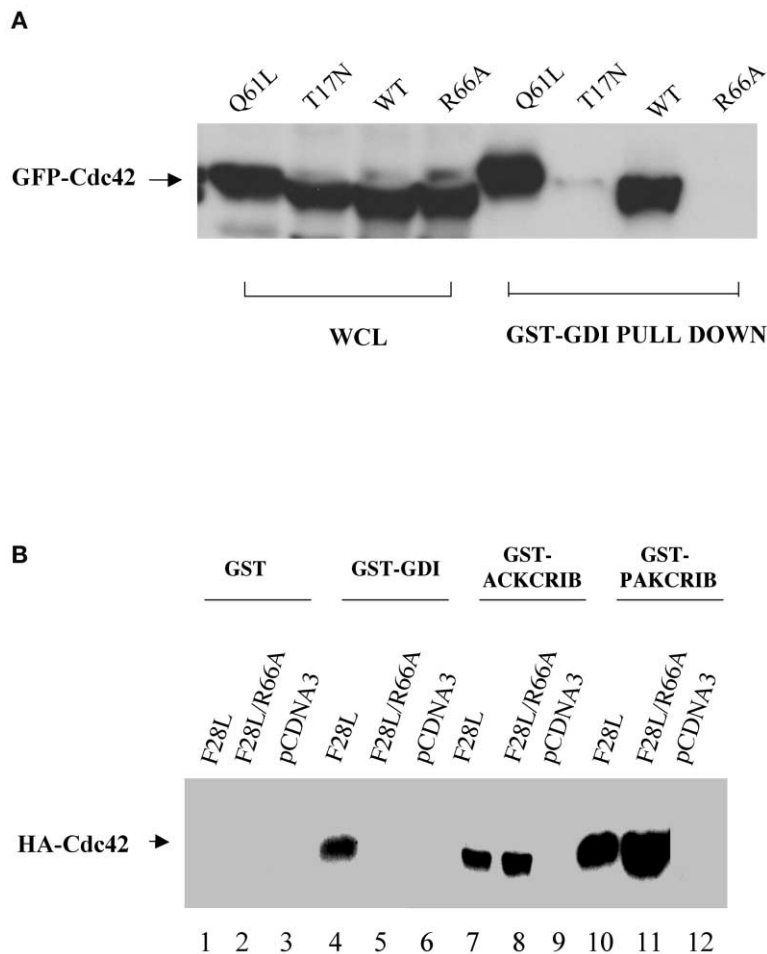 A
Q61L T17N WT R66A Q61L T17N WT R66A
GFP-Cdc42
WCL GST-GDI PULL DOWN
B
GST GST-GDI GST-ACKCRIB GST-PAKCRIB
F28L F28L/R66A pCDNA3 F28L F28L/R66A pCDNA3 F28L F28L/R66A pCDNA3 F28L F28L/R66A pCDNA3
HA-Cdc42
1 2 3 4 5 6 7 8 9 10 11 12